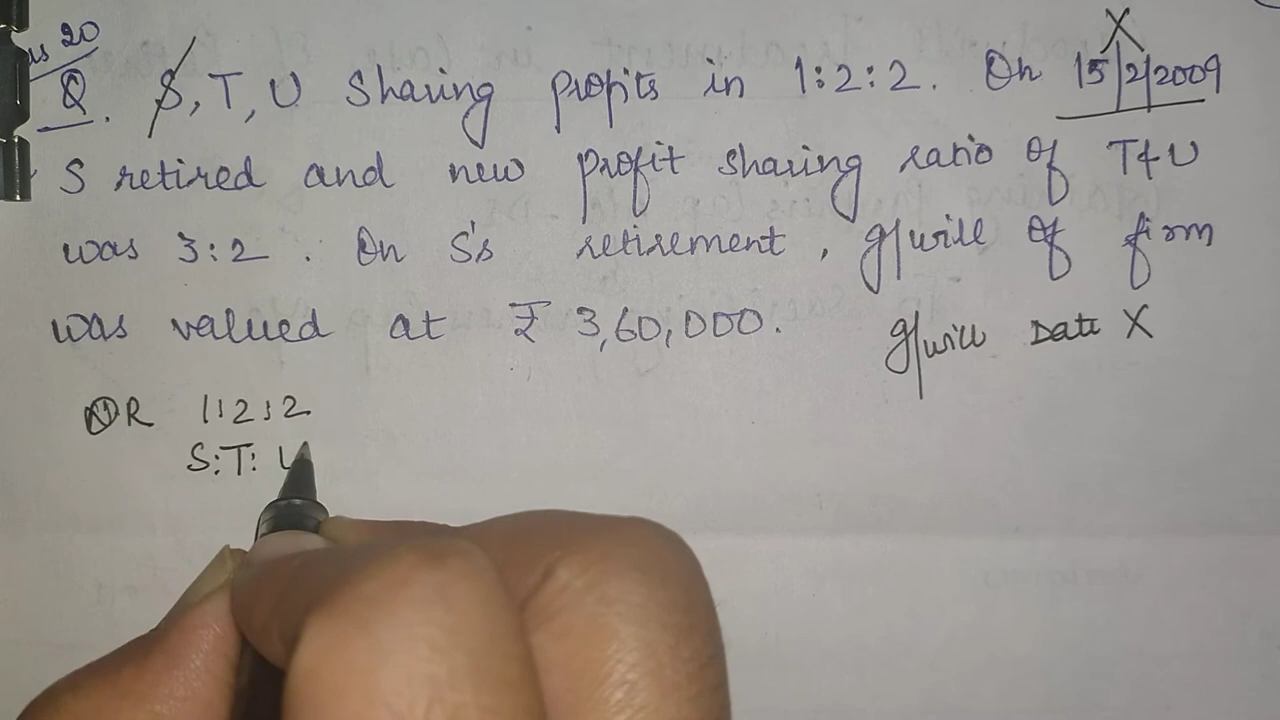 20
Q. S, T, U Sharing profits in 1:2:2. On 15/2/2009
X
S retired and new profit sharing ratio of T & U
was 3:2. On S's retirement, g/will of firm
was valued at ₹ 3,60,000.
g/will Date X
OR 1:2:2
S:T: U